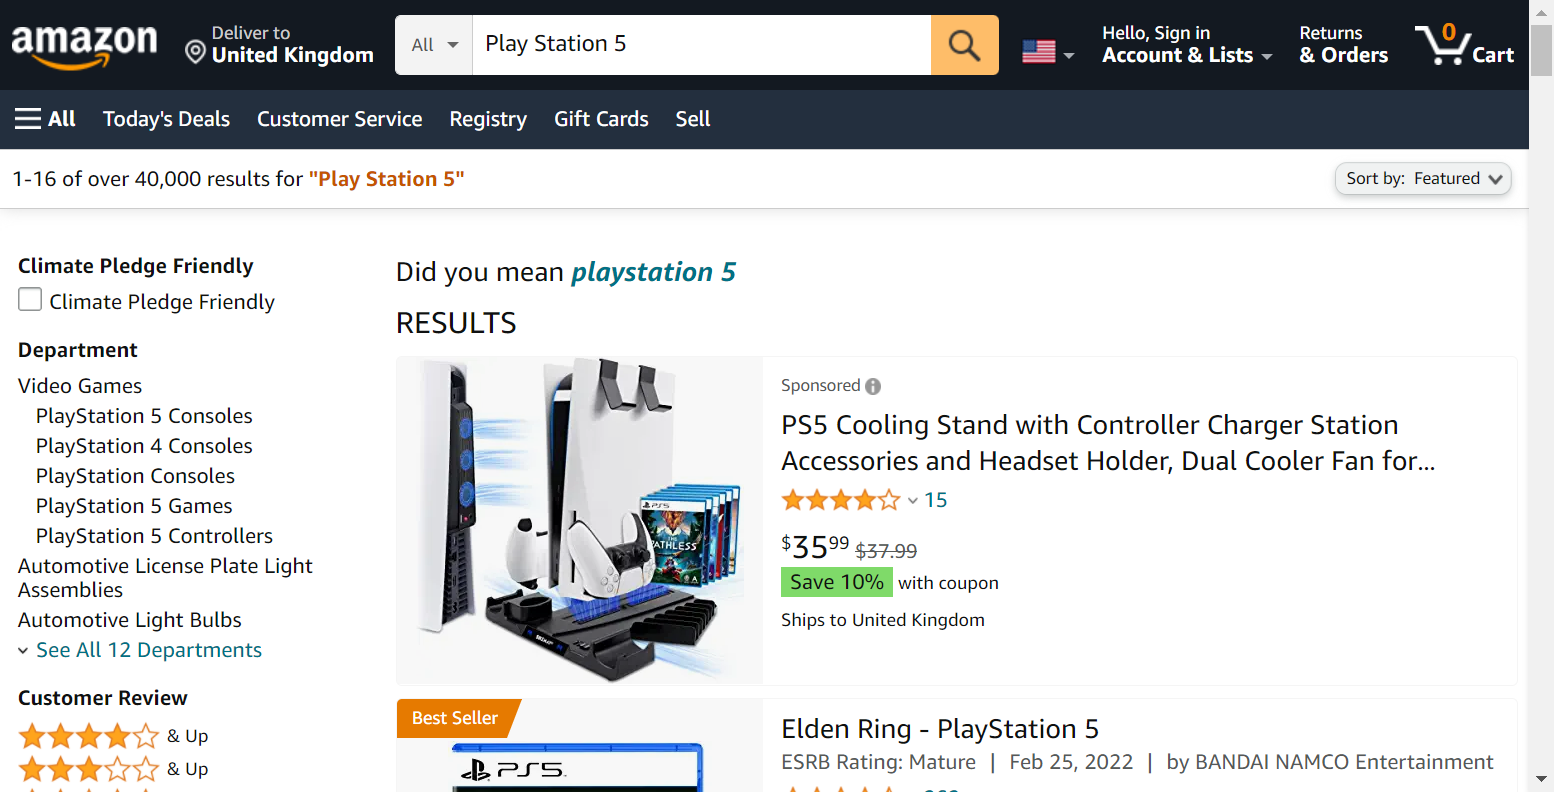 amazon
Deliver to
United Kingdom
All
Play Station 5
Hello, Sign in
Account & Lists
Returns
& Orders
0
Cart
All
Today's Deals
Customer Service
Registry
Gift Cards
Sell
1-16 of over 40,000 results for "Play Station 5"
Sort by: Featured
Climate Pledge Friendly
Climate Pledge Friendly
Department
Video Games
PlayStation 5 Consoles
PlayStation 4 Consoles
PlayStation Consoles
PlayStation 5 Games
PlayStation 5 Controllers
Automotive License Plate Light
Assemblies
Automotive Light Bulbs
See All 12 Departments
Customer Review
& Up
& Up
Did you mean playstation 5
RESULTS
PS5
THE
PATHLESS
Sponsored
PS5 Cooling Stand with Controller Charger Station
Accessories and Headset Holder, Dual Cooler Fan for...
15
$35.99 $37.99
Save 10% with coupon
Ships to United Kingdom
Best Seller
PS5
Elden Ring - PlayStation 5
ESRB Rating: Mature | Feb 25, 2022 | by BANDAI NAMCO Entertainment